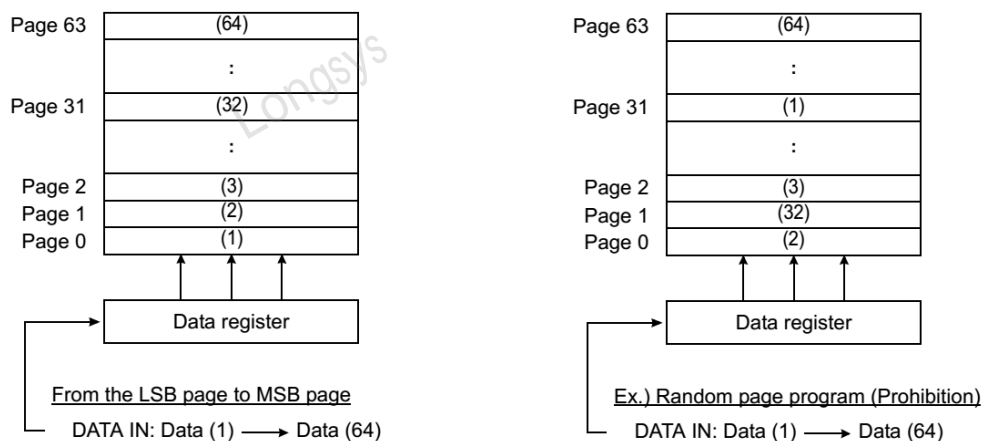 Page 63
(64)
:
Page 31
(32)
:
Page 2
(3)
Page 1
(2)
Page 0
(1)
Data register
From the LSB page to MSB page
DATA IN: Data (1) → Data (64)
Longsys
Page 63
(64)
:
Page 31
(1)
:
Page 2
(3)
Page 1
(32)
Page 0
(2)
Data register
Ex.) Random page program (Prohibition)
DATA IN: Data (1) → Data (64)